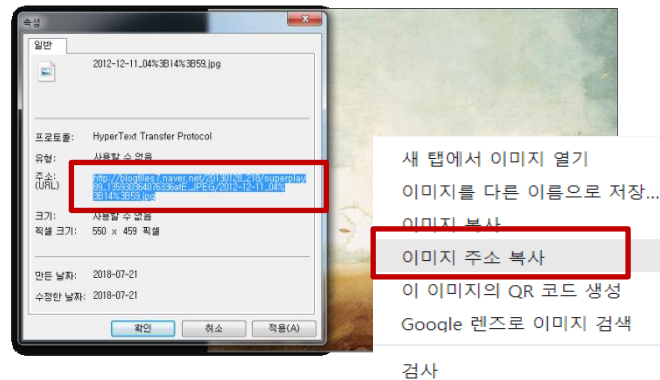 속성
일반
2012-12-11_04%3B14%3B59.jpg
프로토콜: HyperText Transfer Protocol
유형: 사용할 수 없음
주소: http://blogfiles7.naver.net/20130128_218/superplay
(URL) 89_1359303640763
JPEG/2012-12-11_04%
3B14%3B59.jpg
크기: 사용할 수 없음
픽셀 크기: 550 x 459 픽셀
만든 날짜: 2018-07-21
수정한 날짜: 2018-07-21
확인 취소 적용(A)
새 탭에서 이미지 열기
이미지를 다른 이름으로 저장...
이미지 복사
이미지 주소 복사
이 이미지의 QR 코드 생성
Google 렌즈로 이미지 검색
검사